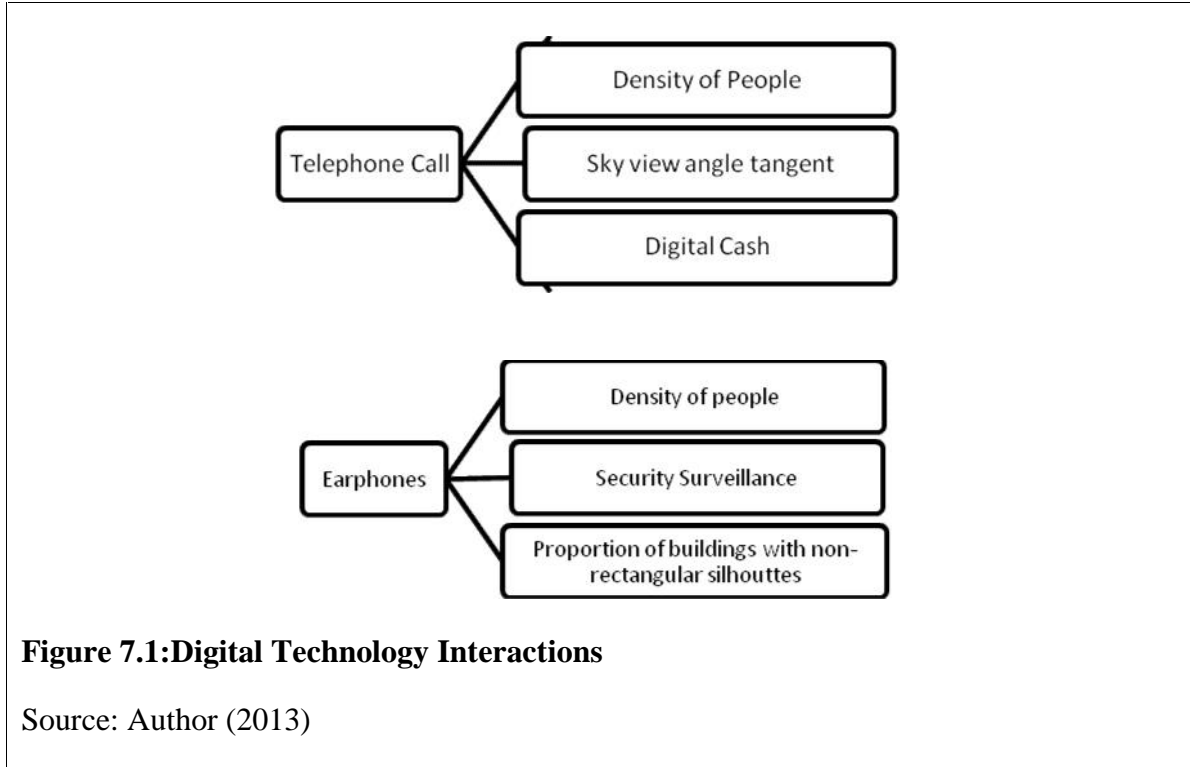 Density of People
Telephone Call
Sky view angle tangent
Digital Cash
Density of people
Earphones
Security Surveillance
Proportion of buildings with non-
rectangular silhouttes
Figure 7.1:Digital Technology Interactions
Source: Author (2013)